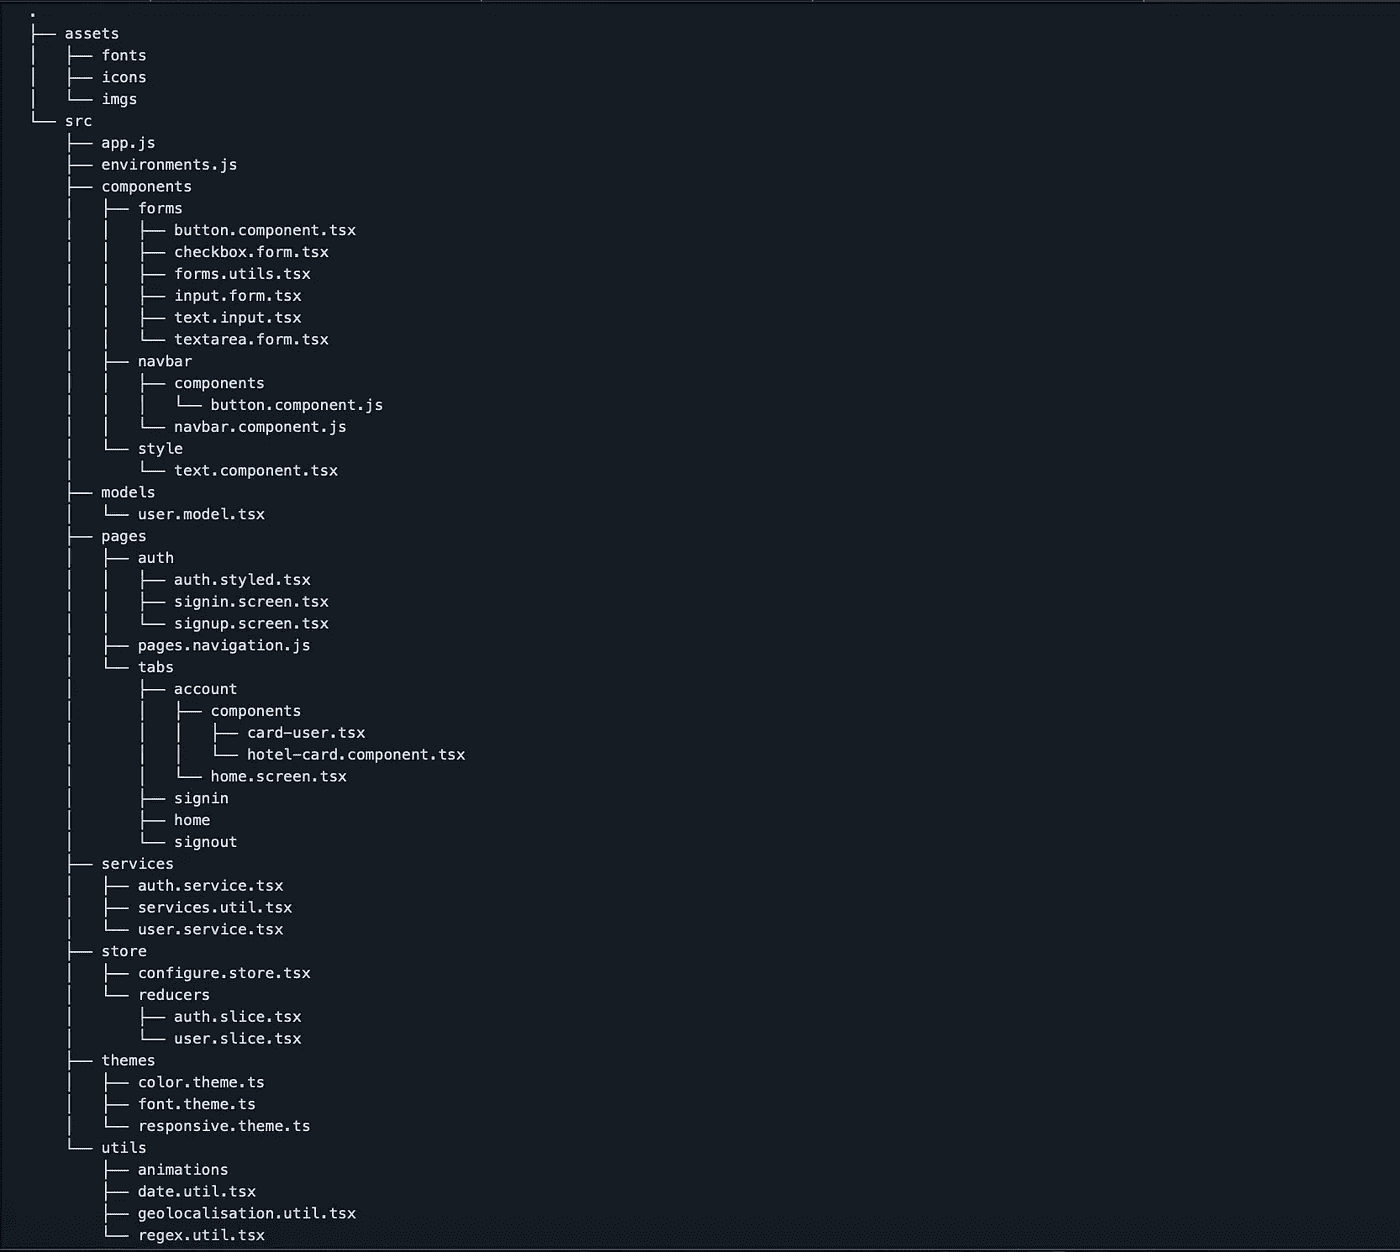 .
├── assets
│   ├── fonts
│   ├── icons
│   └── imgs
└── src
    ├── app.js
    ├── environments.js
    ├── components
    │   ├── forms
    │   │   ├── button.component.tsx
    │   │   ├── checkbox.form.tsx
    │   │   ├── forms.utils.tsx
    │   │   ├── input.form.tsx
    │   │   ├── text.input.tsx
    │   │   └── textarea.form.tsx
    │   ├── navbar
    │   │   ├── components
    │   │   │   └── button.component.js
    │   │   └── navbar.component.js
    │   └── style
    │       └── text.component.tsx
    ├── models
    │   └── user.model.tsx
    ├── pages
    │   ├── auth
    │   │   ├── auth.styled.tsx
    │   │   ├── signin.screen.tsx
    │   │   └── signup.screen.tsx
    │   ├── pages.navigation.js
    │   └── tabs
    │       ├── account
    │       │   ├── components
    │       │   │   ├── card-user.tsx
    │       │   │   └── hotel-card.component.tsx
    │       │   └── home.screen.tsx
    │       ├── signin
    │       ├── home
    │       └── signout
    ├── services
    │   ├── auth.service.tsx
    │   ├── services.util.tsx
    │   └── user.service.tsx
    ├── store
    │   ├── configure.store.tsx
    │   └── reducers
    │       ├── auth.slice.tsx
    │       └── user.slice.tsx
    ├── themes
    │   ├── color.theme.ts
    │   ├── font.theme.ts
    │   └── responsive.theme.ts
    └── utils
        ├── animations
        ├── date.util.tsx
        ├── geolocalisation.util.tsx
        └── regex.util.tsx